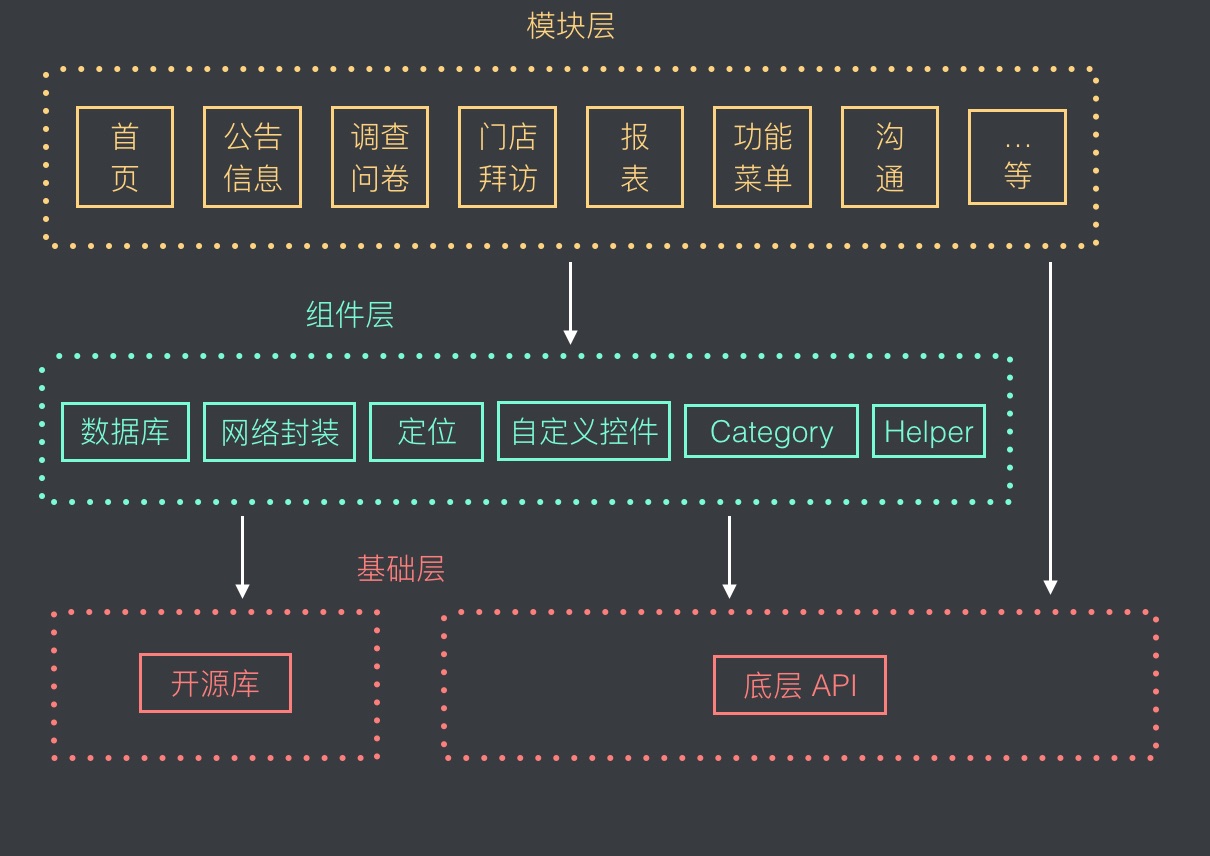 模块层
首
页
公告
信息
调查
问卷
门店
拜访
报
表
功能
菜单
沟
通
...
等
组件层
数据库
网络封装
定位
自定义控件
Category
Helper
基础层
开源库
底层 API